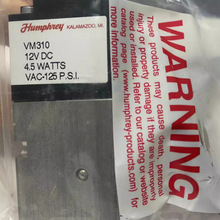 Humphrey KALAMAZOO, MI.
VM310
12V DC
4.5 WATTS
VAC-125 P.S.I.
WARNING
These products may cause death, personal
injury or property damage if they are improperly
used or installed. Refer to our catalog or website
catalog page (www.humphrey-products.com) for
more information.